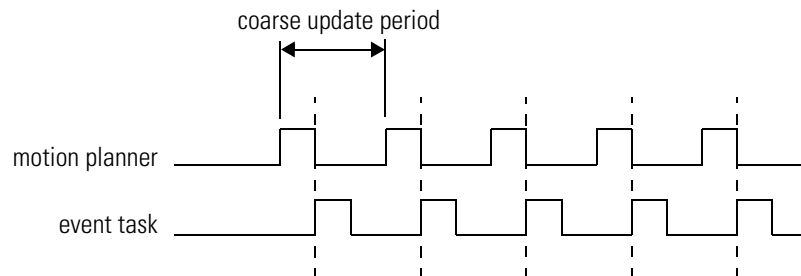 coarse update period
motion planner
event task